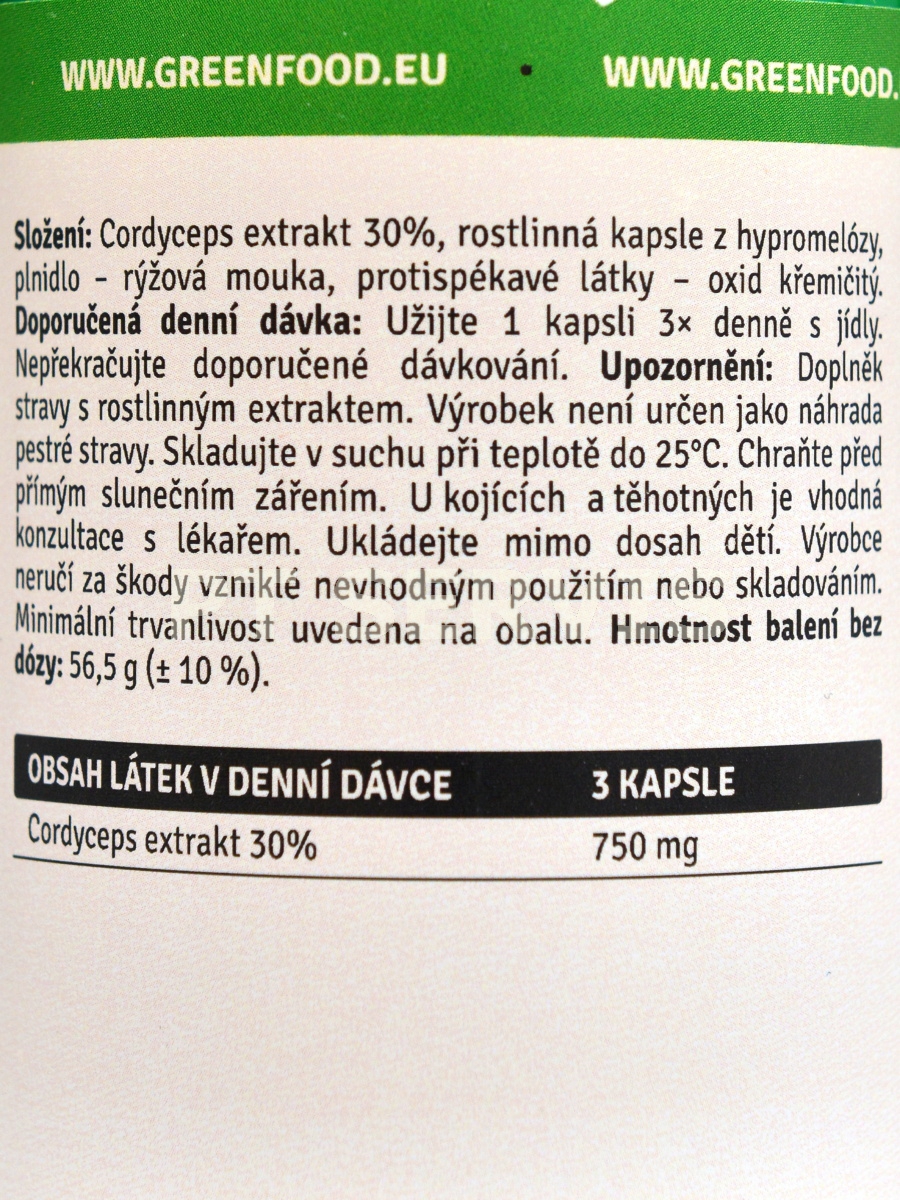 WWW.GREENFOOD.EU • WWW.GREENFOOD.
Složení: Cordyceps extrakt 30%, rostlinná kapsle z hypromelózy,
plnidlo – rýžová mouka, protispékavé látky – oxid křemičitý.
Doporučená denní dávka: Užijte 1 kapsli 3× denně s jídly.
Nepřekračujte doporučené dávkování. Upozornění: Doplněk
stravy s rostlinným extraktem. Výrobek není určen jako náhrada
pestré stravy. Skladujte v suchu při teplotě do 25°C. Chraňte před
přímým slunečním zářením. U kojících a těhotných je vhodná
konzultace s lékařem. Ukládejte mimo dosah dětí. Výrobce
neručí za škody vzniklé nevhodným použitím nebo skladováním.
Minimální trvanlivost uvedena na obalu. Hmotnost balení bez
dózy: 56,5 g (± 10 %).
OBSAH LÁTEK V DENNÍ DÁVCE 3 KAPSLE
Cordyceps extrakt 30% 750 mg